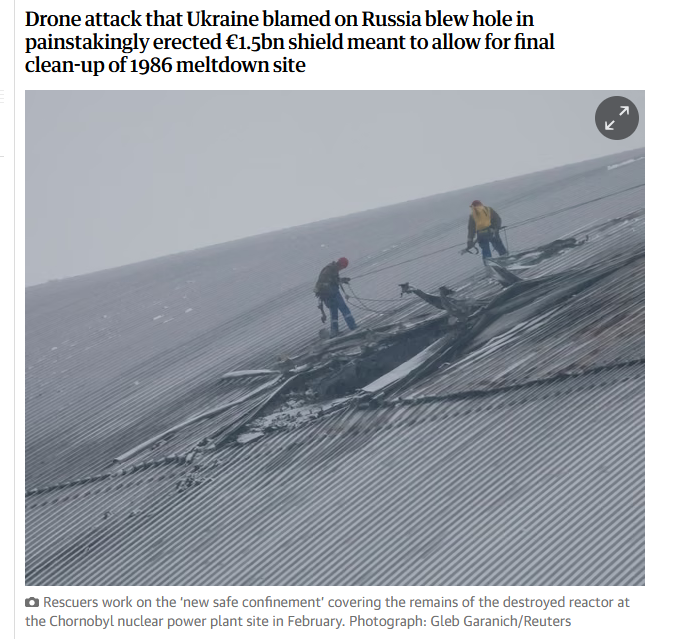 Drone attack that Ukraine blamed on Russia blew hole in
painstakingly erected €1.5bn shield meant to allow for final
clean-up of 1986 meltdown site
Rescuers work on the ‘new safe confinement’ covering the remains of the destroyed reactor at
the Chornobyl nuclear power plant site in February. Photograph: Gleb Garanich/Reuters